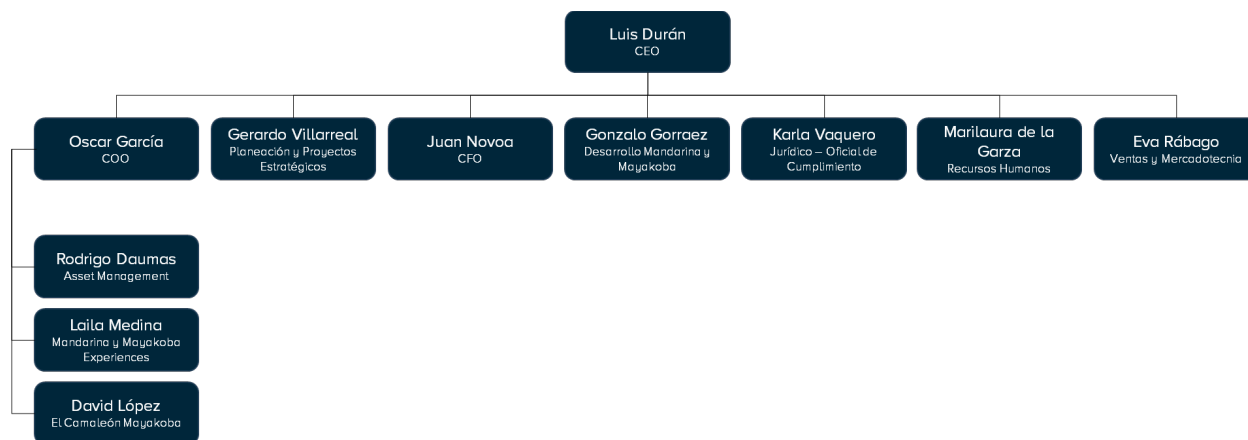 Luis Durán
CEO
Oscar García
COO
Gerardo Villarreal
Planeación y Proyectos
Estratégicos
Juan Novoa
CFO
Gonzalo Gorraez
Desarrollo Mandarina y
Mayakoba
Karla Vaquero
Jurídico – Oficial de
Cumplimiento
Marilaura de la
Garza
Recursos Humanos
Eva Rábago
Ventas y Mercadotecnia
Rodrigo Daumas
Asset Management
Laila Medina
Mandarina y Mayakoba
Experiences
David López
El Camaleón Mayakoba